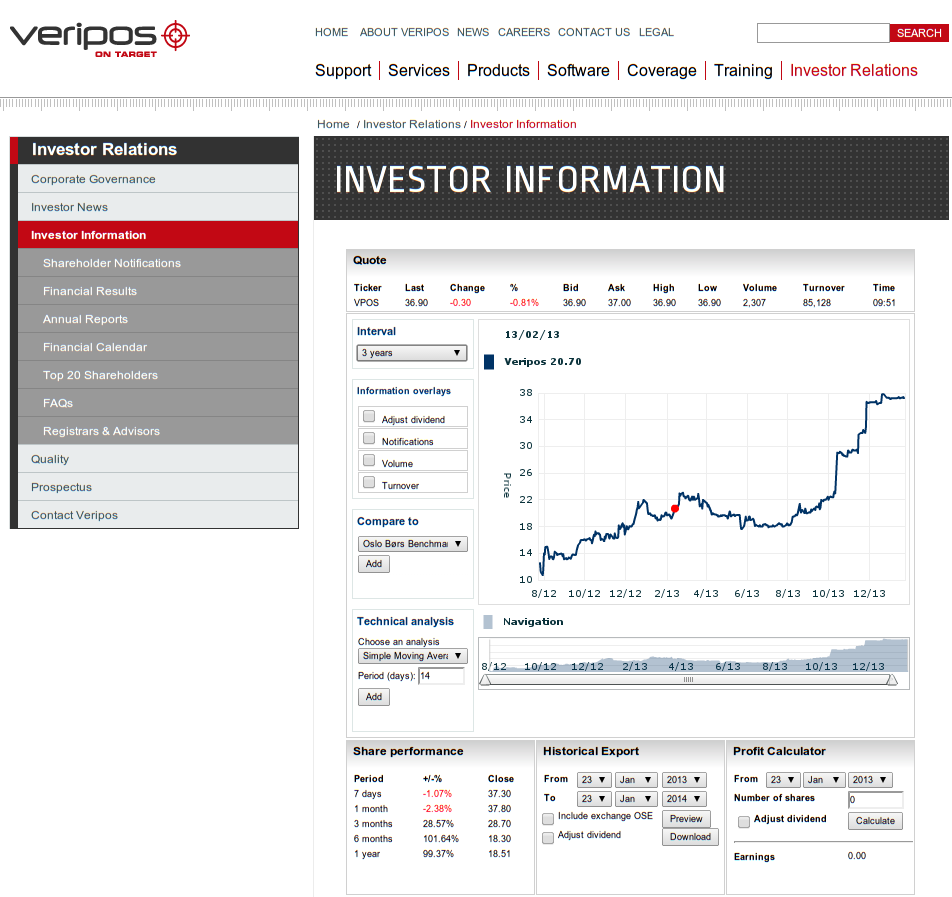 veripos
ON TARGET
HOME ABOUT VERIPOS NEWS CAREERS CONTACT US LEGAL
SEARCH
Support Services Products Software Coverage Training Investor Relations
Home / Investor Relations / Investor Information
Investor Relations
Corporate Governance
Investor News
Investor Information
Shareholder Notifications
Financial Results
Annual Reports
Financial Calendar
Top 20 Shareholders
FAQs
Registrars & Advisors
Quality
Prospectus
Contact Veripos
INVESTOR INFORMATION
Quote
Ticker Last Change % Bid Ask High Low Volume Turnover Time
VPOS 36.90 -0.30 -0.81% 36.90 37.00 36.90 36.90 2,307 85,128 09:51
Interval
3 years
Information overlays
Adjust dividend
Notifications
Volume
Turnover
Compare to
Oslo Børs Benchmar
Add
Technical analysis
Choose an analysis
Simple Moving Avera
Period (days): 14
Add
13/02/13
Veripos 20.70
Price
38
34
30
26
22
18
14
10
8/12 10/12 12/12 2/13 4/13 6/13 8/13 10/13 12/13
Navigation
8/12 10/12 12/12 2/13 4/13 6/13 8/13 10/13 12/13
Share performance
Period +/-% Close
7 days -1.07% 37.30
1 month -2.38% 37.80
3 months 28.57% 28.70
6 months 101.64% 18.30
1 year 99.37% 18.51
Historical Export
From 23 Jan 2013
To 23 Jan 2014
Include exchange OSE Preview
Adjust dividend Download
Profit Calculator
From 23 Jan 2013
Number of shares 0
Adjust dividend Calculate
Earnings 0.00